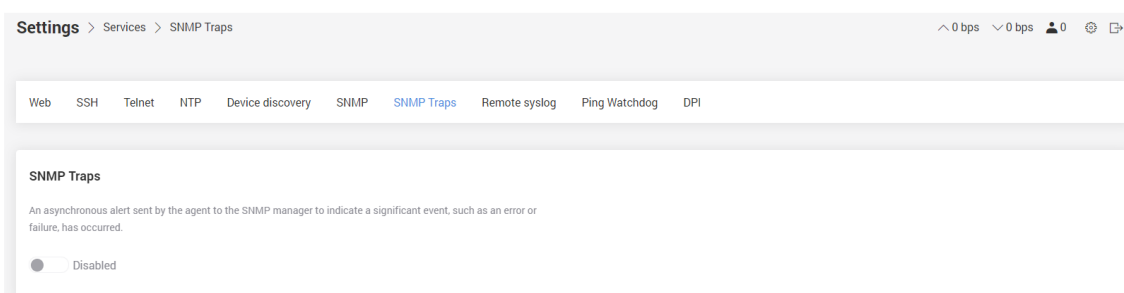 Settings > Services > SNMP Traps 0 bps 0 bps 0
Web SSH Telnet NTP Device discovery SNMP SNMP Traps Remote syslog Ping Watchdog DPI
SNMP Traps
An asynchronous alert sent by the agent to the SNMP manager to indicate a significant event, such as an error or
failure, has occurred.
Disabled